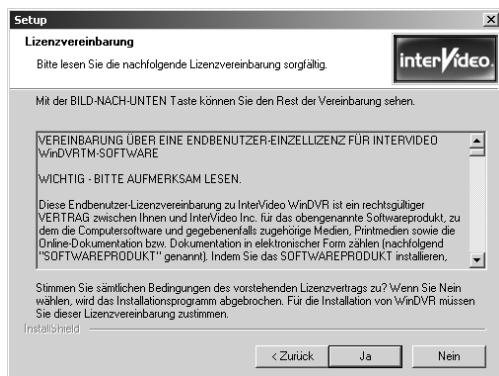 Setup
Lizenzvereinbarung
Bitte lesen Sie die nachfolgende Lizenzvereinbarung sorgfältig.
interVideo.
Mit der BILD-NACH-UNTEN Taste können Sie den Rest der Vereinbarung sehen.
VEREINBARUNG ÜBER EINE ENDBENUTZER-EINZELLIZENZ FÜR INTERVIDEO
WinDVRTM-SOFTWARE
WICHTIG - BITTE AUFMERKSAM LESEN.
Diese Endbenutzer-Lizenzvereinbarung zu InterVideo WinDVR ist ein rechtsgültiger
VERTRAG zwischen Ihnen und InterVideo Inc. für das obengenannte Softwareprodukt, zu
dem die Computersoftware und gegebenenfalls zugehörige Medien, Printmedien sowie die
Online-Dokumentation bzw. Dokumentation in elektronischer Form zählen (nachfolgend
"SOFTWAREPRODUKT" genannt). Indem Sie das SOFTWAREPRODUKT installieren,
Stimmen Sie sämtlichen Bedingungen des vorstehenden Lizenzvertrags zu? Wenn Sie Nein
wählen, wird das Installationsprogramm abgebrochen. Für die Installation von WinDVR müssen
Sie dieser Lizenzvereinbarung zustimmen.
InstallShield
< Zurück
Ja
Nein